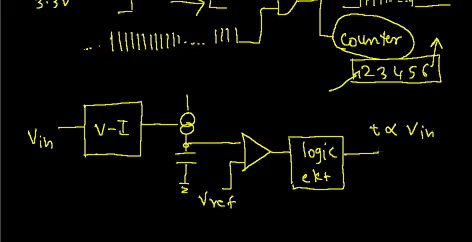 3.3V
counter
123456
Vin
V-I
Vref
logic
ckt
t ∝ Vin